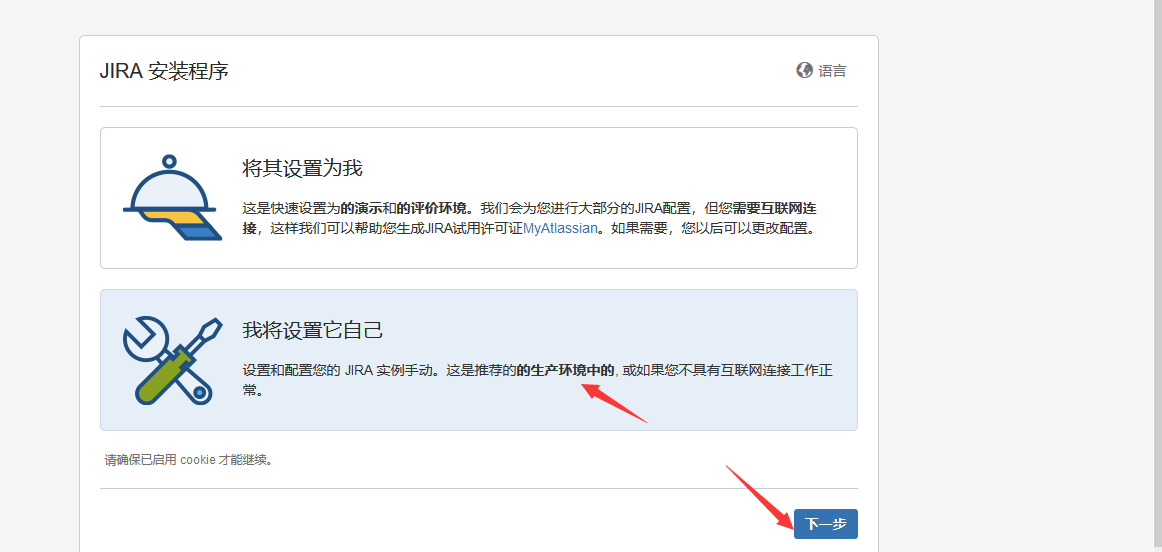 JIRA 安装程序
语言
将其设置为我
这是快速设置为的演示和的评价环境。我们会为您进行大部分的JIRA配置，但您需要互联网连
接，这样我们可以帮助您生成JIRA试用许可证MyAtlassian。如果需要，您以后可以更改配置。
我将设置它自己
设置和配置您的 JIRA 实例手动。这是推荐的的生产环境中的, 或如果您不具有互联网连接工作正
常。
请确保已启用 cookie 才能继续。
下一步